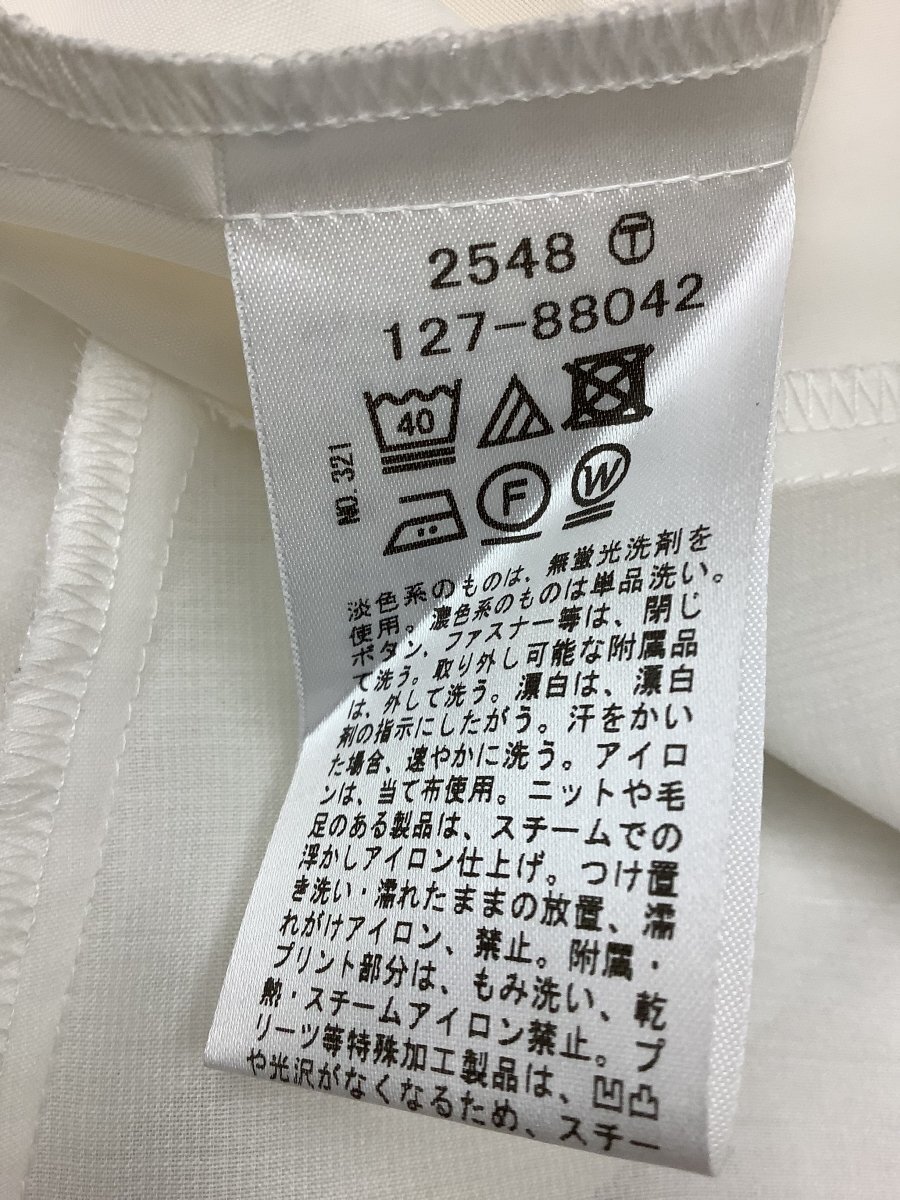 2548 Ⓣ
127-88042
NO. 321
40
F
W
淡色系のものは、無蛍光洗剤を
使用。濃色系のものは単品洗い。
ボタン、ファスナー等は、閉じ
て洗う。取り外し可能な附属品
は、外して洗う。漂白は、漂白
剤の指示にしたがう。汗をかい
た場合、速やかに洗う。アイロ
ンは、当て布使用。ニットや毛
足のある製品は、スチームでの
浮かしアイロン仕上げ。つけ置
き洗い・濡れたままの放置、濡
れがけアイロン、禁止。附属・
プリント部分は、もみ洗い、乾
熱・スチームアイロン禁止。プ
リーツ等特殊加工製品は、凹凸
や光沢がなくなるため、スチー